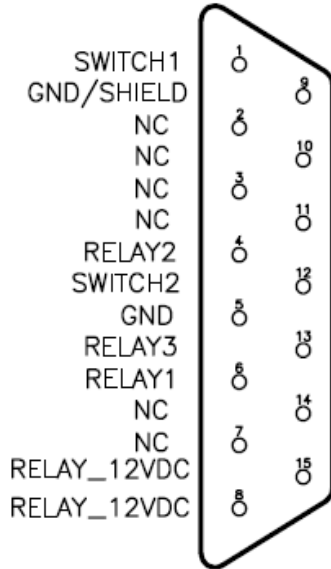 SWITCH1 1
GND/SHIELD 9
NC 2
NC 10
NC 3
NC 11
RELAY2 4
SWITCH2 12
GND 5
RELAY3 13
RELAY1 6
NC 14
NC 7
RELAY_12VDC 15
RELAY_12VDC 8